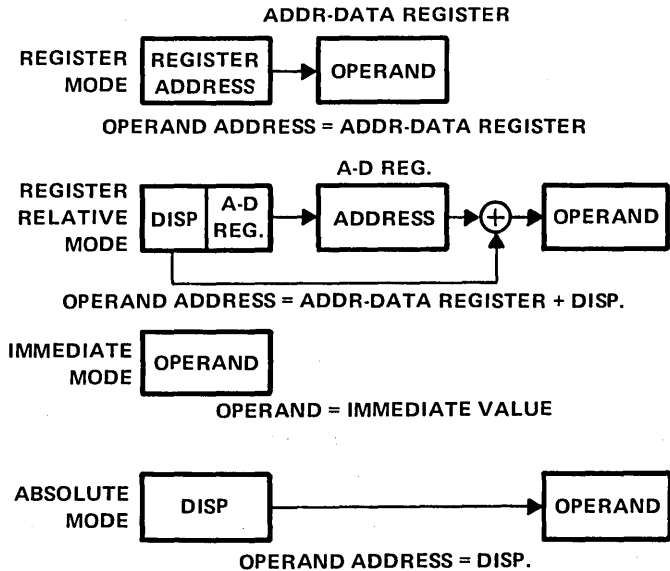 ADDR-DATA REGISTER
REGISTER MODE
REGISTER ADDRESS
OPERAND
OPERAND ADDRESS = ADDR-DATA REGISTER
A-D REG.
REGISTER RELATIVE MODE
DISP
A-D REG.
ADDRESS
+
OPERAND
OPERAND ADDRESS = ADDR-DATA REGISTER + DISP.
IMMEDIATE MODE
OPERAND
OPERAND = IMMEDIATE VALUE
ABSOLUTE MODE
DISP
OPERAND
OPERAND ADDRESS = DISP.